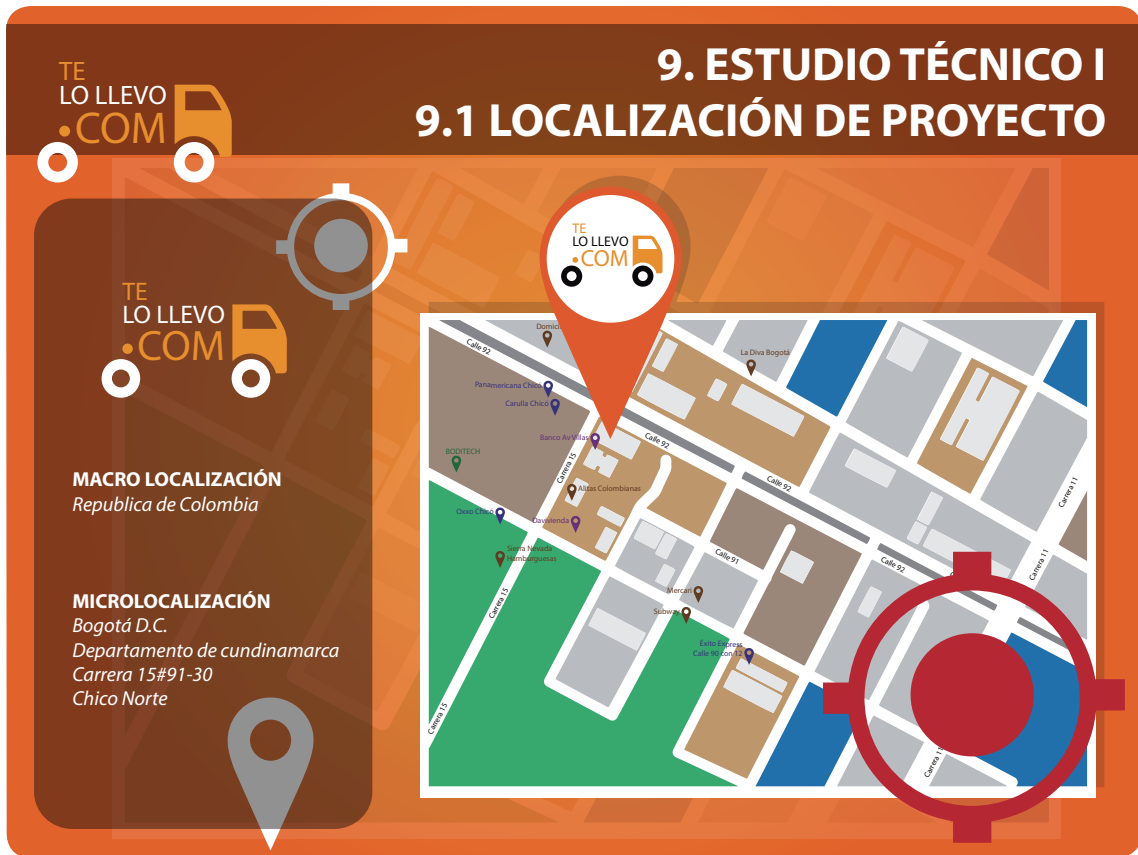 TE
LO LLEVO
.COM
9. ESTUDIO TÉCNICO I
9.1 LOCALIZACIÓN DE PROYECTO
TE
LO LLEVO
.COM
MACRO LOCALIZACIÓN
Republica de Colombia
MICROLOCALIZACIÓN
Bogotá D.C.
Departamento de cundinamarca
Carrera 15#91-30
Chico Norte
TE
LO LLEVO
.COM
Calle 92
La Diva Bogotá
Panamericana Chicó
Carulla Chicó
Banco Av Villas
Calle 92
BODITECH
Carrera 15
Alitas Colombianas
Calle 92
Carrera 11
Oxxo Chicó
Davivienda
Sierra Nevada
Hamburguesas
Calle 91
Calle 92
Carrera 11
Carrera 15
Mercari
Subway
Exito Express
Calle 90 con 12
Carrera 15
Carrera 11